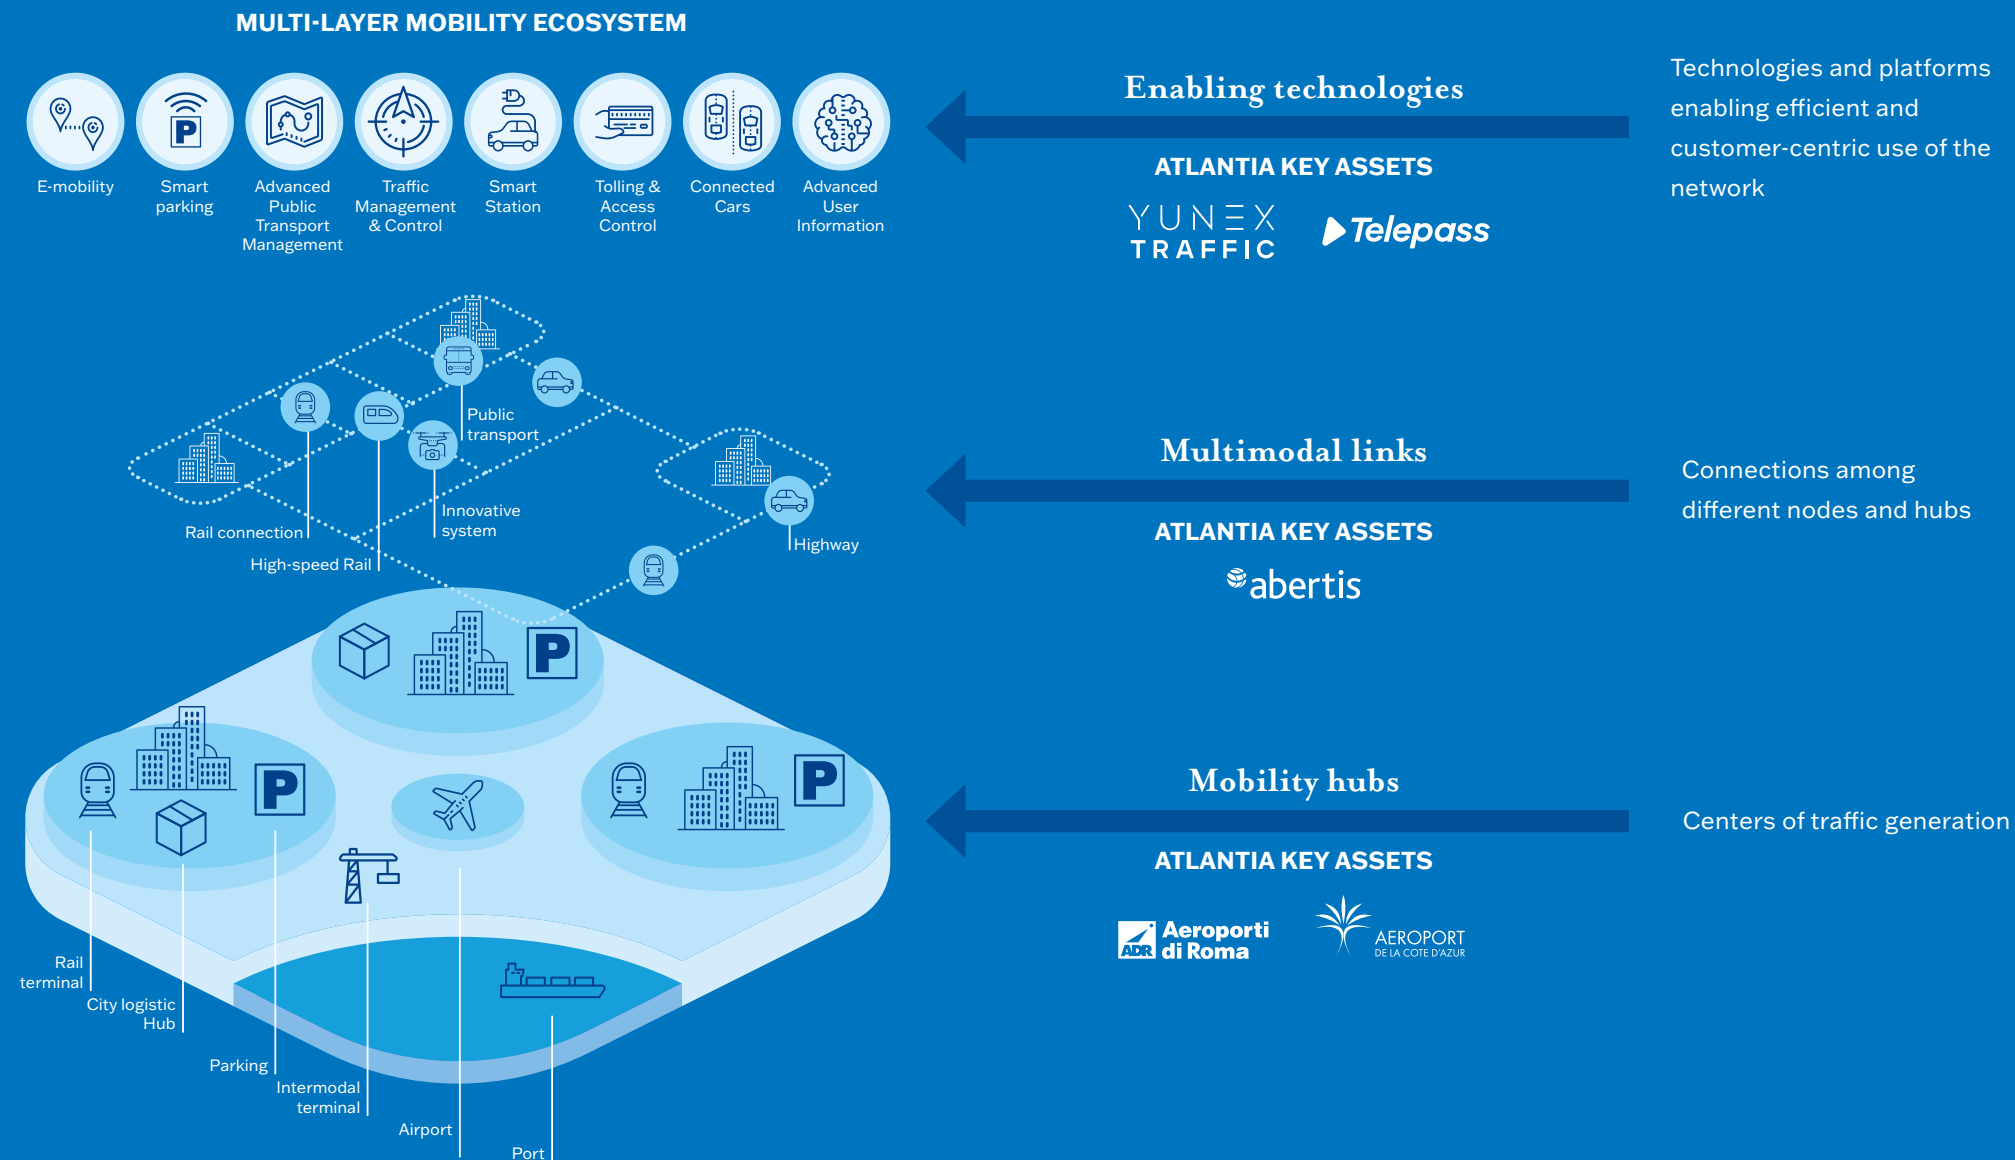 MULTI-LAYER MOBILITY ECOSYSTEM
E-mobility
Smart
parking
Advanced
Public
Transport
Management
Traffic
Management
& Control
Smart
Station
Tolling &
Access
Control
Connected
Cars
Advanced
User
Information
Enabling technologies
ATLANTIA KEY ASSETS
YUNEX
TRAFFIC
Telepass
Technologies and platforms
enabling efficient and
customer-centric use of the
network
Public
transport
Innovative
system
Rail connection
High-speed Rail
Highway
Multimodal links
ATLANTIA KEY ASSETS
abertis
Connections among
different nodes and hubs
P
P
P
P
Rail
terminal
City logistic
Hub
Parking
Intermodal
terminal
Airport
Port
Mobility hubs
ATLANTIA KEY ASSETS
ADR
Aeroporti
di Roma
AEROPORT
DE LA COTE D'AZUR
Centers of traffic generation